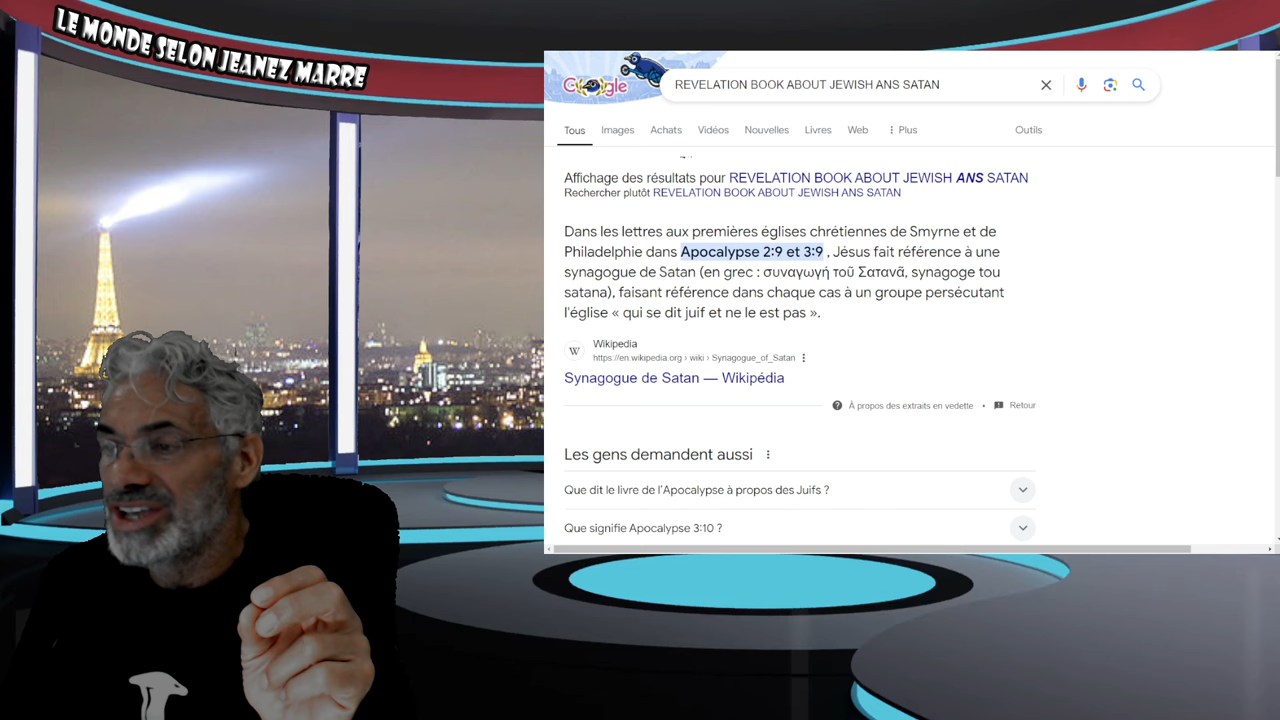 LE MONDE SELON JEANEZ MARRE
Google
REVELATION BOOK ABOUT JEWISH ANS SATAN
Tous Images Achats Vidéos Nouvelles Livres Web Plus Outils
Affichage des résultats pour REVELATION BOOK ABOUT JEWISH ANS SATAN
Rechercher plutôt REVELATION BOOK ABOUT JEWISH ANS SATAN
Dans les lettres aux premières églises chrétiennes de Smyrne et de
Philadelphie dans Apocalypse 2:9 et 3:9 , Jésus fait référence à une
synagogue de Satan (en grec : συναγωγή τοῦ Σατανᾶ, synagoge tou
satana), faisant référence dans chaque cas à un groupe persécutant
l'église « qui se dit juif et ne le est pas ».
W
Wikipedia
https://en.wikipedia.org › wiki › Synagogue_of_Satan
Synagogue de Satan — Wikipédia
À propos des extraits en vedette • Retour
Les gens demandent aussi
Que dit le livre de l'Apocalypse à propos des Juifs ?
Que signifie Apocalypse 3:10 ?